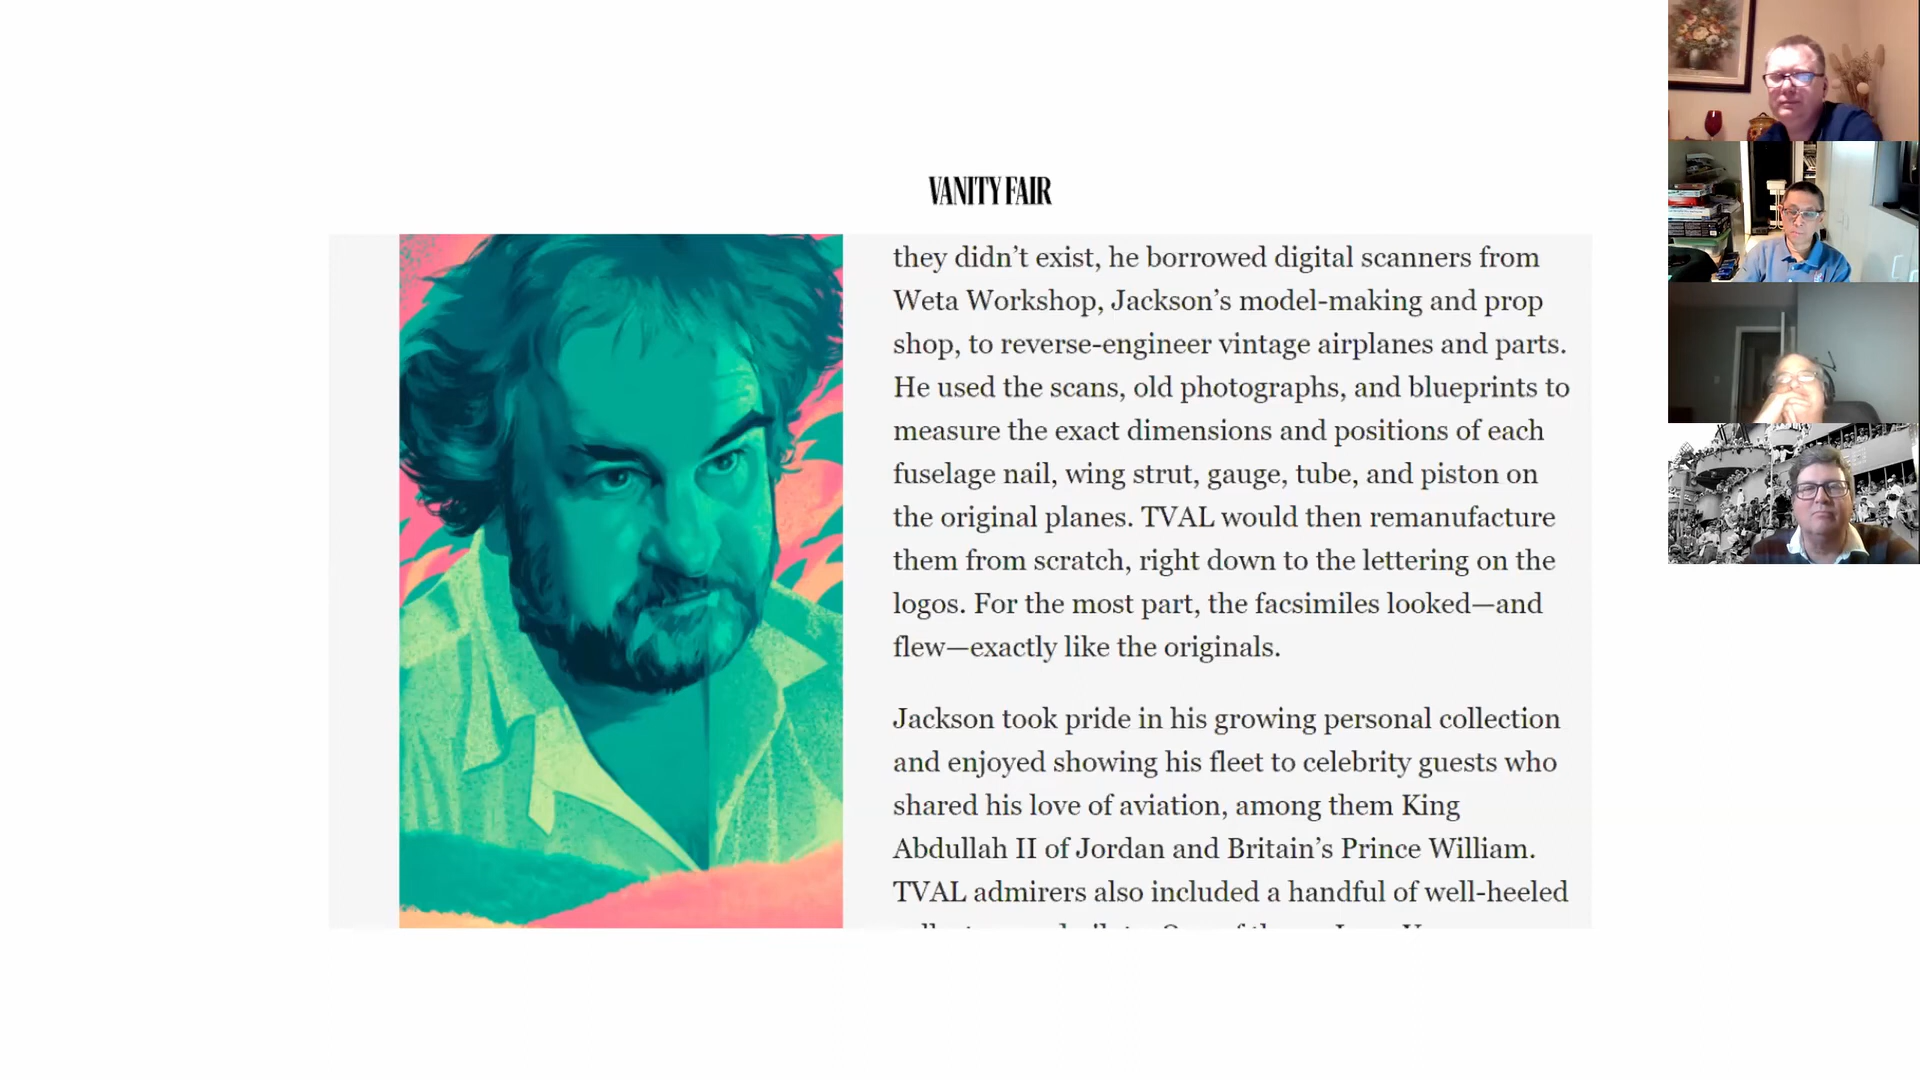 VANITY FAIR
they didn’t exist, he borrowed digital scanners from
Weta Workshop, Jackson’s model-making and prop
shop, to reverse-engineer vintage airplanes and parts.
He used the scans, old photographs, and blueprints to
measure the exact dimensions and positions of each
fuselage nail, wing strut, gauge, tube, and piston on
the original planes. TVAL would then remanufacture
them from scratch, right down to the lettering on the
logos. For the most part, the facsimiles looked—and
flew—exactly like the originals.
Jackson took pride in his growing personal collection
and enjoyed showing his fleet to celebrity guests who
shared his love of aviation, among them King
Abdullah II of Jordan and Britain’s Prince William.
TVAL admirers also included a handful of well-heeled